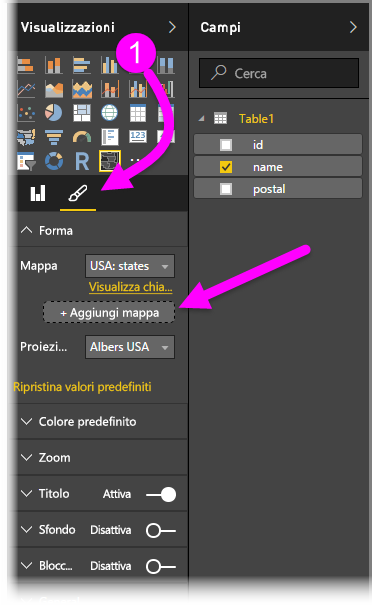 Visualizzazioni
Campi
1
Cerca
Table1
id
name
postal
123
R
Forma
Mappa
USA: states
Visualizza chia...
+ Aggiungi mappa
Proiezi...
Albers USA
Ripristina valori predefiniti
Colore predefinito
Zoom
Titolo
Attiva
Sfondo
Disattiva
Blocc...
Disattiva